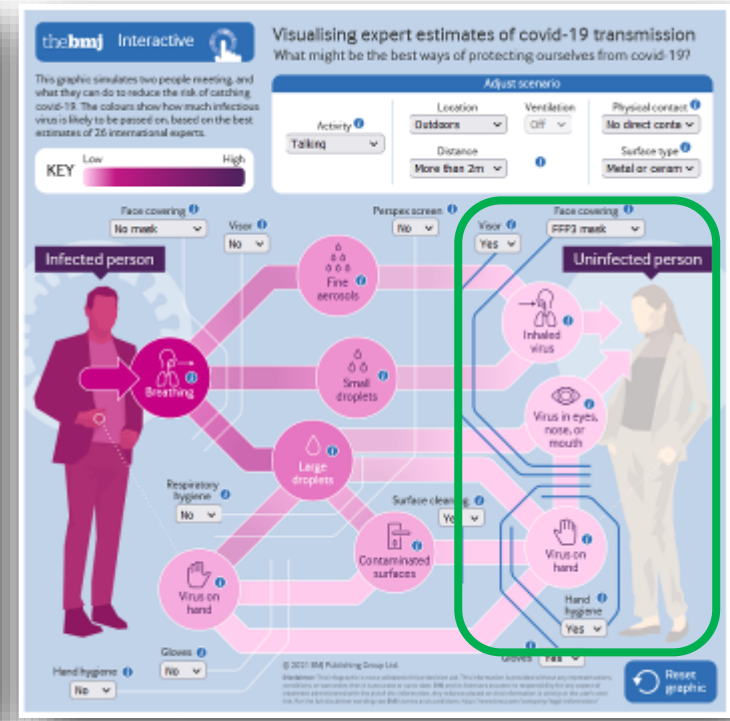 thebmj Interactive
Visualising expert estimates of covid-19 transmission
What might be the best ways of protecting ourselves from covid-19?
This graphic simulates two people meeting, and
what they can do to reduce the risk of catching
covid-19. The colours show how much infectious
virus is likely to be passed on, based on the best
estimates of 26 international experts.
KEY
Low
High
Adjust scenario
Activity
Talking
Location
Outdoors
Ventilation
Off
Distance
More than 2m
Physical contact
No direct conta
Surface type
Metal or ceram
Face covering
No mask
Visor
No
Perspex screen
No
Visor
Yes
Face covering
FFP3 mask
Infected person
Uninfected person
Fine
aerosols
Inhaled
virus
Breathing
Small
droplets
Virus in eyes,
nose, or
mouth
Large
droplets
Respiratory
hygiene
No
Surface cleaning
Yes
Contaminated
surfaces
Virus on
hand
Virus on
hand
Hand
hygiene
Yes
Gloves
No
Gloves
Yes
Hand hygiene
No
© 2021 BMJ Publishing Group Ltd.
Reset
graphic